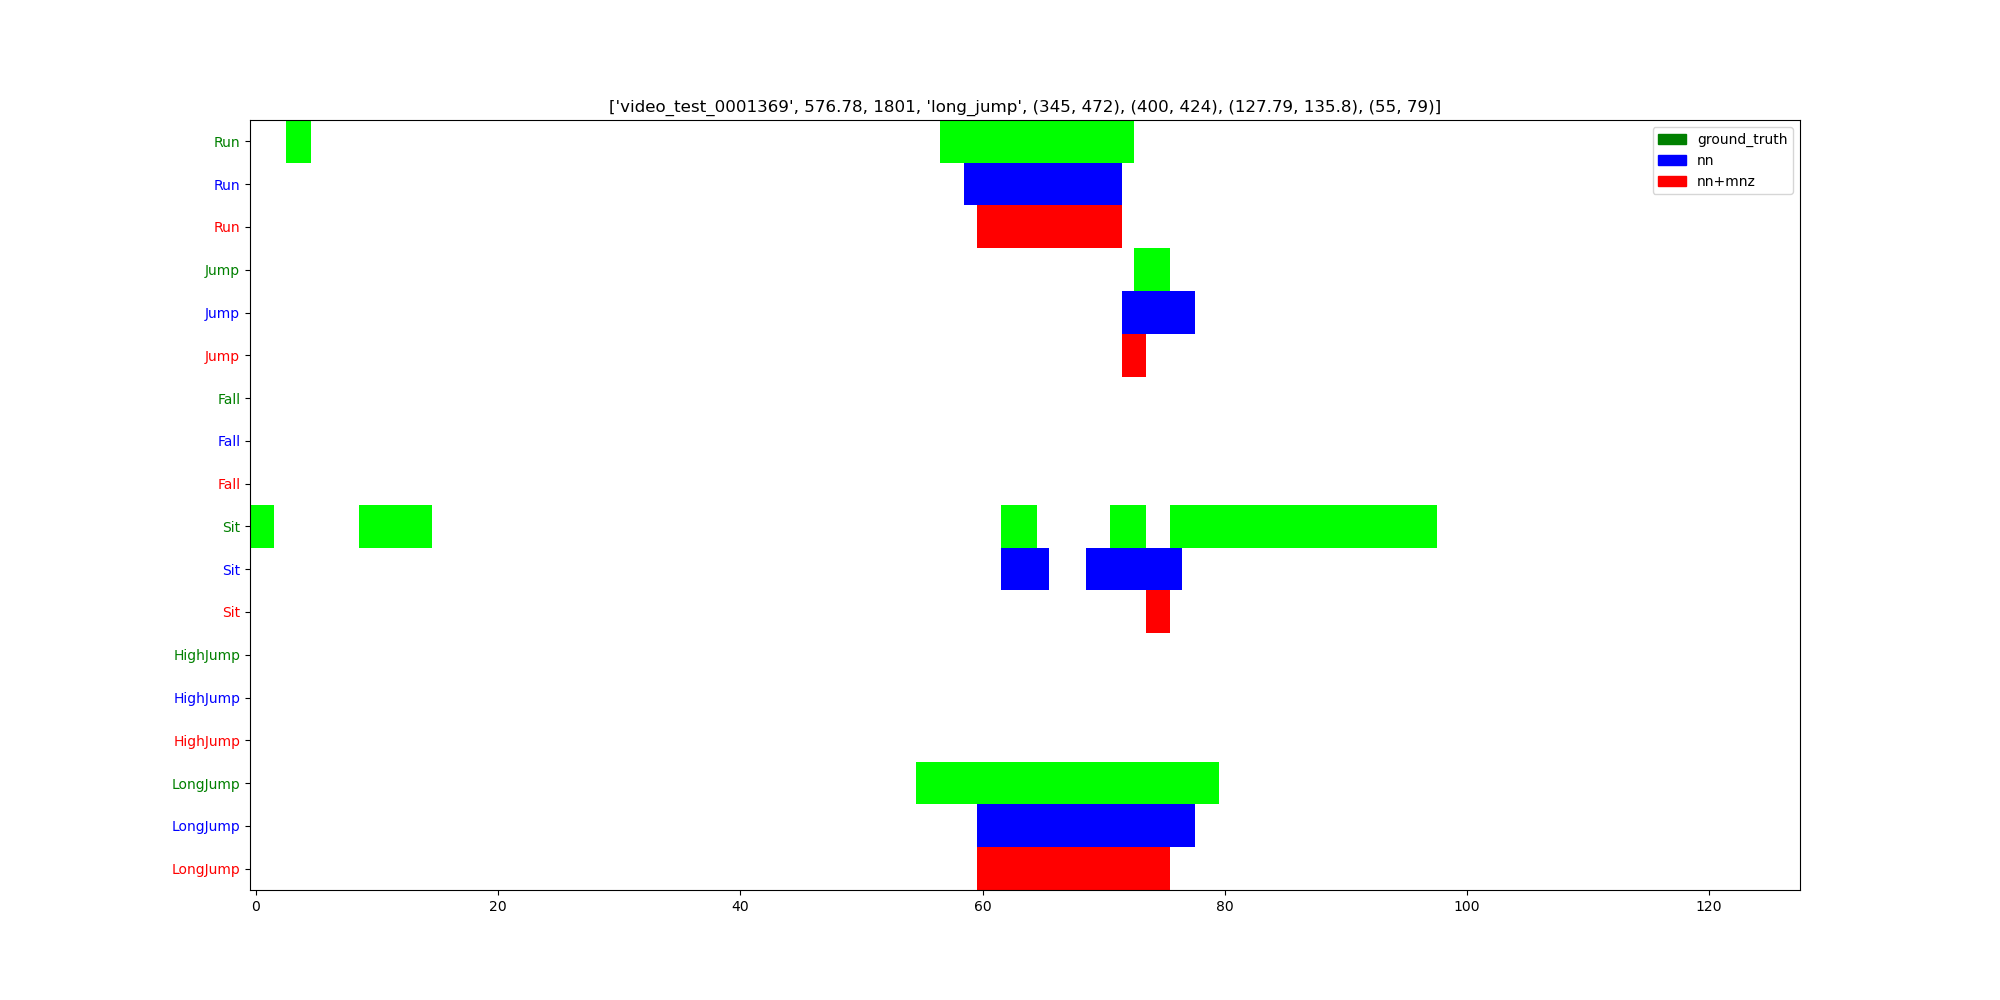 ['video_test_0001369', 576.78, 1801, 'long_jump', (345, 472), (400, 424), (127.79, 135.8), (55, 79)]
ground_truth
nn
nn+mnz
Run
Run
Run
Jump
Jump
Jump
Fall
Fall
Fall
Sit
Sit
Sit
HighJump
HighJump
HighJump
LongJump
LongJump
LongJump
0 20 40 60 80 100 120